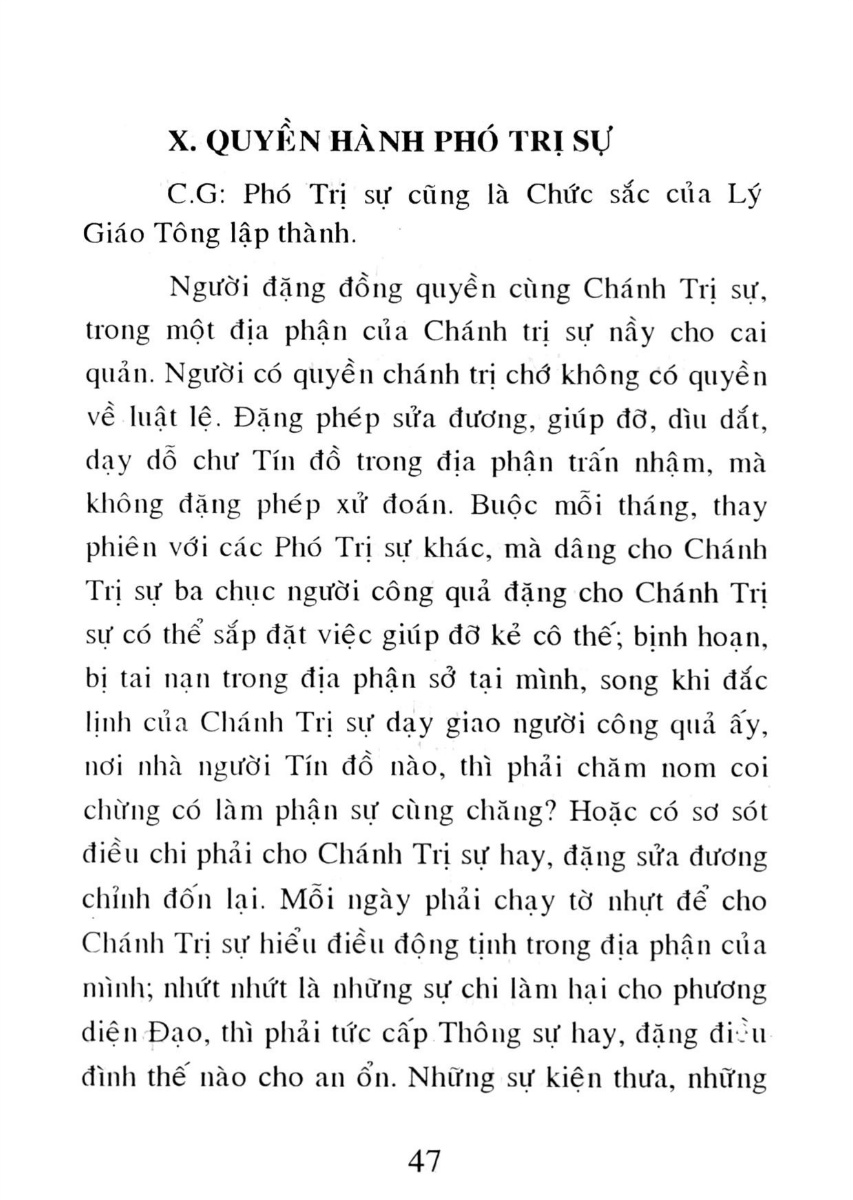 X. QUYỀN HÀNH PHÓ TRỊ SỰ
C.G: Phó Trị sự cũng là Chức sắc của Lý
Giáo Tông lập thành.
Người đặng đồng quyền cùng Chánh Trị sự,
trong một địa phận của Chánh trị sự nầy cho cai
quản. Người có quyền chánh trị chớ không có quyền
về luật lệ. Đặng phép sửa đương, giúp đỡ, dìu dắt,
dạy dỗ chư Tín đồ trong địa phận trấn nhậm, mà
không đặng phép xử đoán. Buộc mỗi tháng, thay
phiên với các Phó Trị sự khác, mà dâng cho Chánh
Trị sự ba chục người công quả đặng cho Chánh Trị
sự có thể sắp đặt việc giúp đỡ kẻ cô thế; bịnh hoạn,
bị tai nạn trong địa phận sở tại mình, song khi đắc
lịnh của Chánh Trị sự dạy giao người công quả ấy,
nơi nhà người Tín đồ nào, thì phải chăm nom coi
chừng có làm phận sự cùng chăng? Hoặc có sơ sót
điều chi phải cho Chánh Trị sự hay, đặng sửa đương
chỉnh đốn lại. Mỗi ngày phải chạy tờ nhựt để cho
Chánh Trị sự hiểu điều động tịnh trong địa phận của
mình; nhứt nhứt là những sự chi làm hại cho phương
diện Đạo, thì phải tức cấp Thông sự hay, đặng điều
đình thế nào cho an ổn. Những sự kiện thưa, những
47